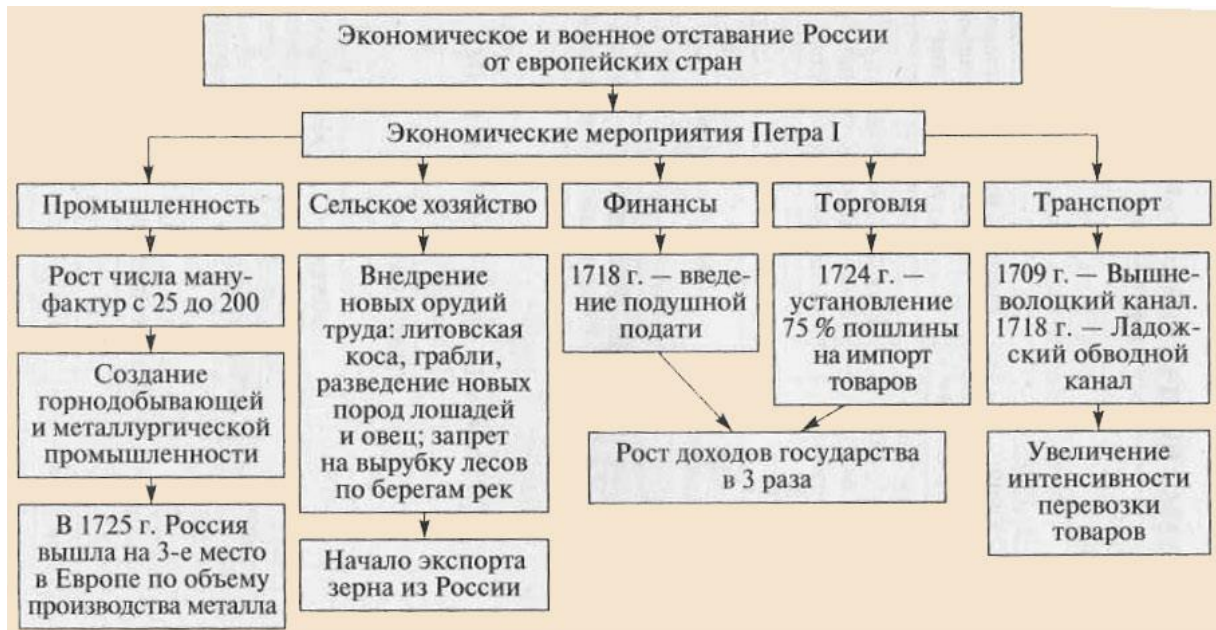 Экономическое и военное отставание России
от европейских стран
Экономические мероприятия Петра I
Промышленность
Сельское хозяйство
Финансы
Торговля
Транспорт
Рост числа ману-
фактур с 25 до 200
Создание
горнодобывающей
и металлургической
промышленности
В 1725 г. Россия
вышла на 3-е место
в Европе по объему
производства металла
Внедрение
новых орудий
труда: литовская
коса, грабли,
разведение новых
пород лошадей
и овец; запрет
на вырубку лесов
по берегам рек
Начало экспорта
зерна из России
1718 г. — введе-
ние подушной
подати
1724 г. —
установление
75 % пошлины
на импорт
товаров
Рост доходов государства
в 3 раза
1709 г. — Вышне-
волоцкий канал.
1718 г. — Ладож-
ский обводной
канал
Увеличение
интенсивности
перевозки
товаров